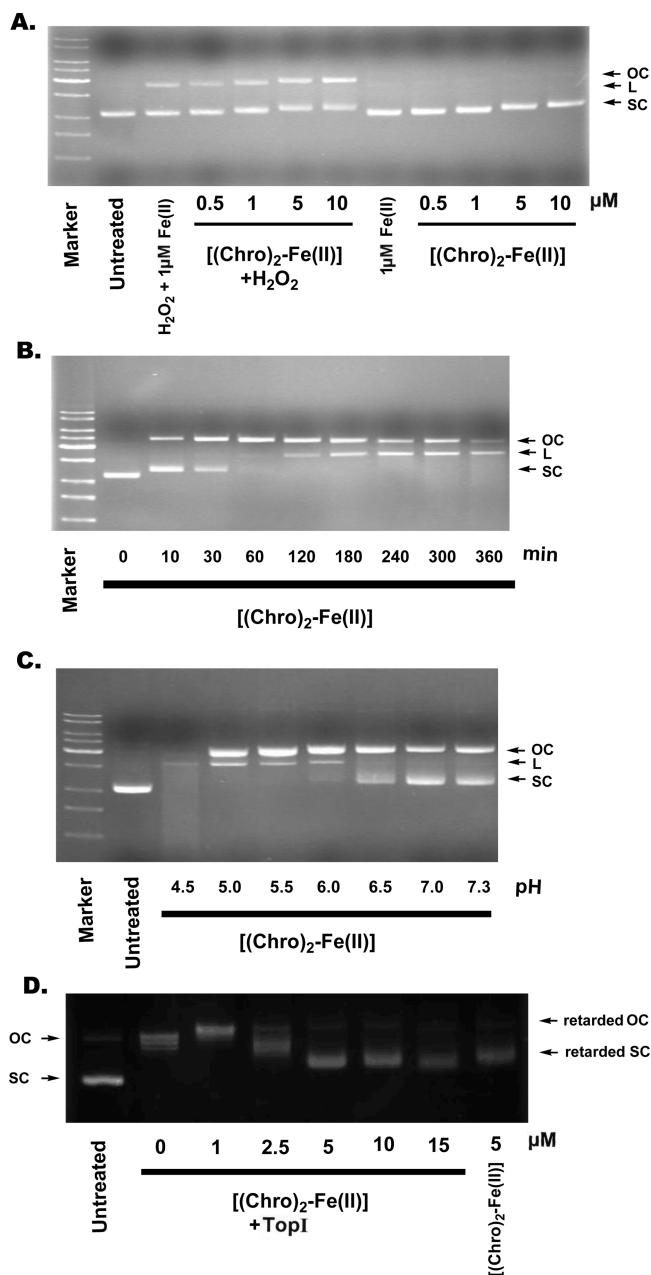 A.
OC
L
SC
0.5 1 5 10 0.5 1 5 10 μM
Marker
Untreated
H₂O₂ + 1μM Fe(II)
[(Chro)₂-Fe(II)]
+H₂O₂
1μM Fe(II)
[(Chro)₂-Fe(II)]
B.
OC
L
SC
Marker
0 10 30 60 120 180 240 300 360 min
[(Chro)₂-Fe(II)]
C.
OC
L
SC
Marker
Untreated
4.5 5.0 5.5 6.0 6.5 7.0 7.3 pH
[(Chro)₂-Fe(II)]
D.
OC
SC
retarded OC
retarded SC
Untreated
0 1 2.5 5 10 15 5 μM
[(Chro)₂-Fe(II)]
+TopI
[(Chro)₂-Fe(II)]